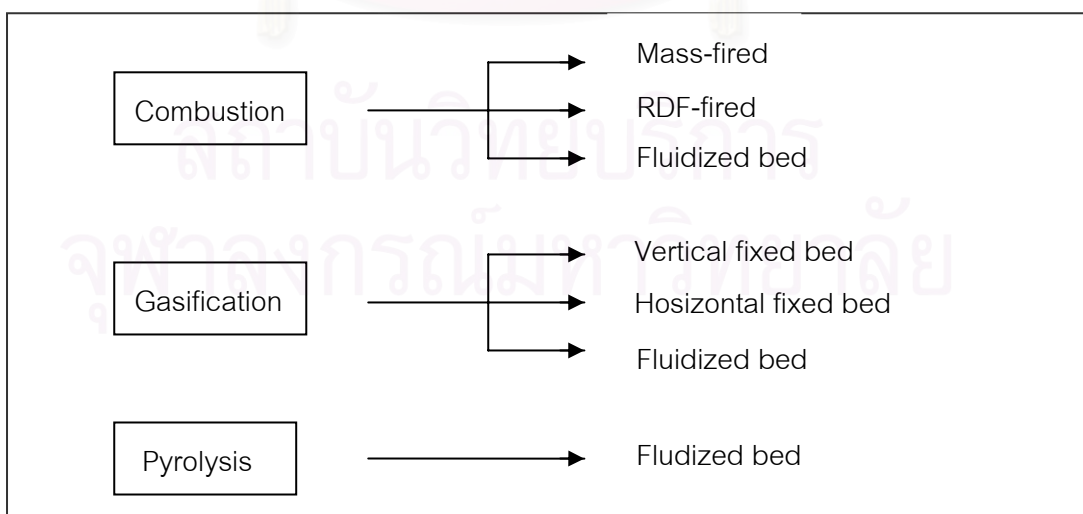 Combustion
Mass-fired
RDF-fired
Fluidized bed
สถาบันวิทยบริการ
จุฬาลงกรณ์มหาวิทยาลัย
Gasification
Vertical fixed bed
Hosizontal fixed bed
Fluidized bed
Pyrolysis
Fludized bed